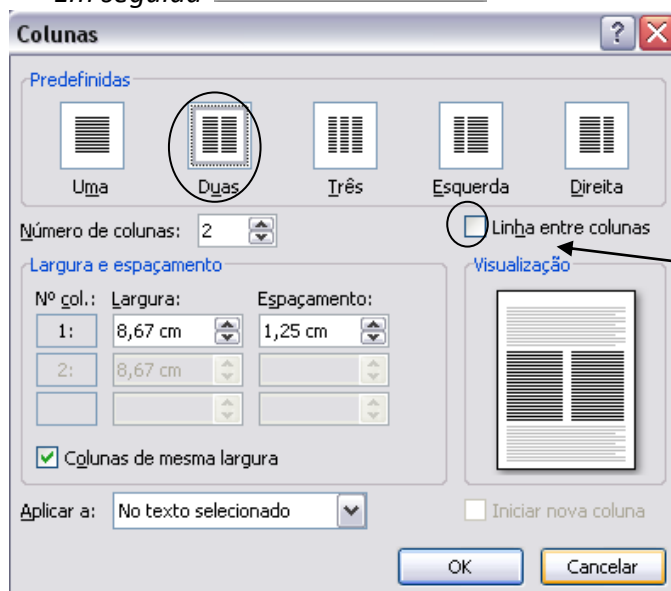 Em seguida
Colunas
Predefinidas
Uma Duas Três Esquerda Direita
Número de colunas: 2 Linha entre colunas
Largura e espaçamento Visualização
Nº col.: Largura: Espaçamento:
1: 8,67 cm 1,25 cm
2: 8,67 cm
Colunas de mesma largura
Aplicar a: No texto selecionado Iniciar nova coluna
OK Cancelar